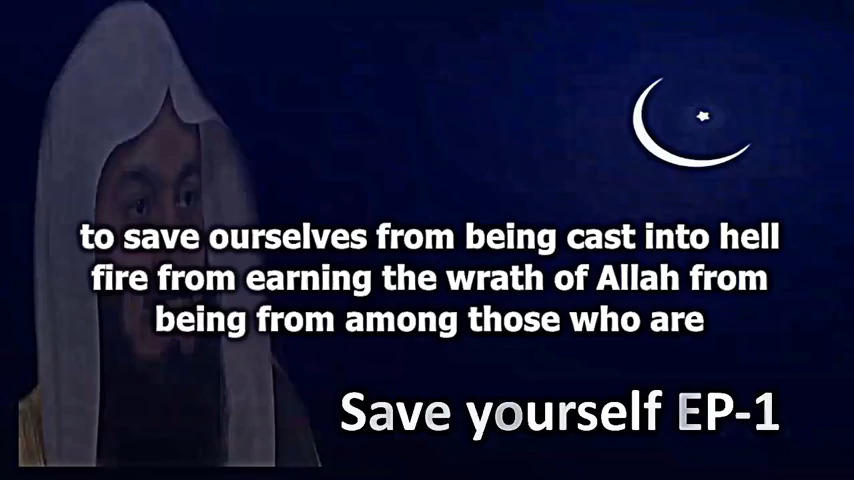 to save ourselves from being cast into hell
fire from earning the wrath of Allah from
being from among those who are
Save yourself EP-1